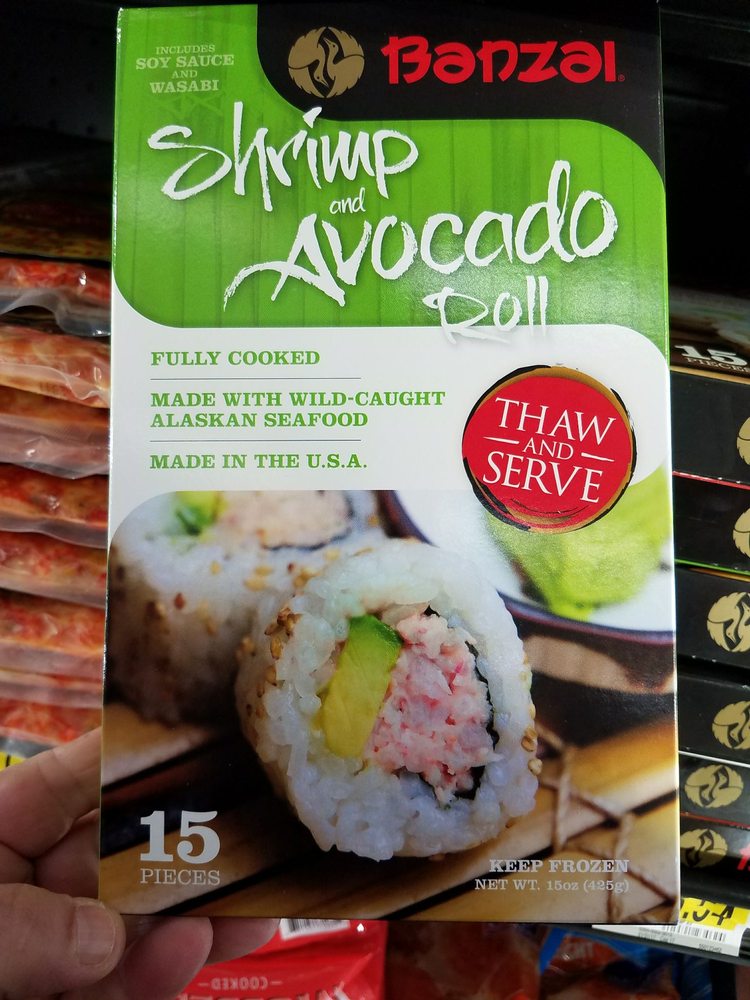 INCLUDES
SOY SAUCE
AND
WASABI
Banzai®
Shrimp
and
Avocado
Roll
FULLY COOKED
MADE WITH WILD-CAUGHT
ALASKAN SEAFOOD
MADE IN THE U.S.A.
THAW
AND
SERVE
15
PIECES
15
PIECES
KEEP FROZEN
NET WT. 15oz (425g)
COOKED